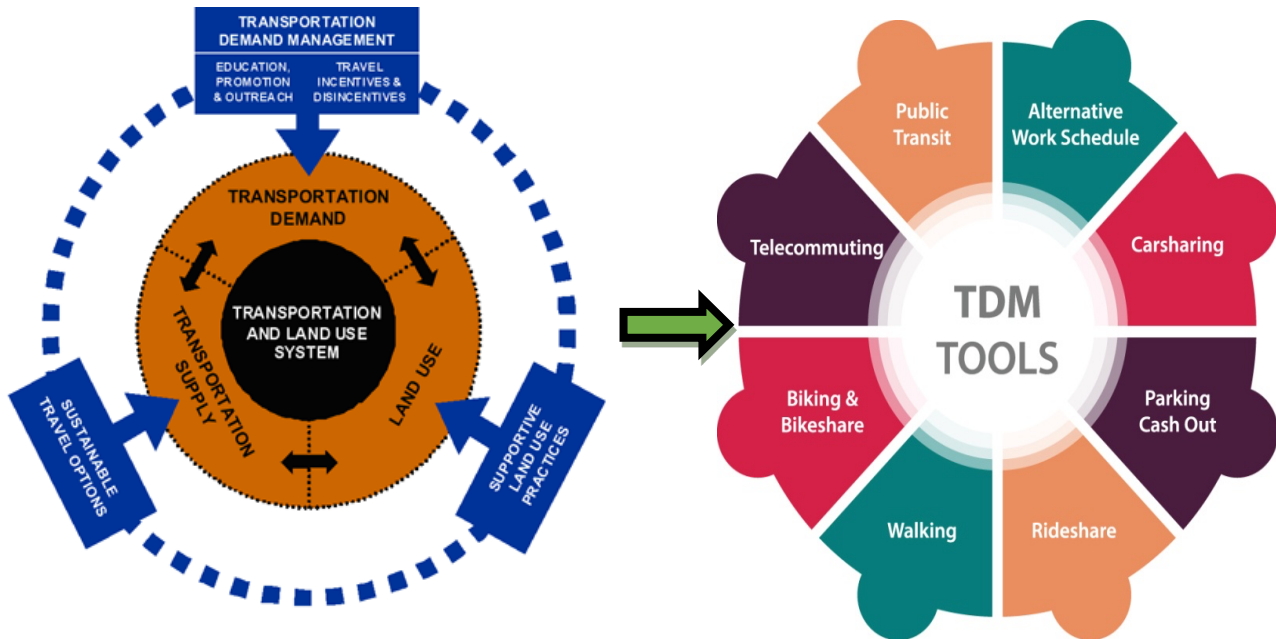 TRANSPORTATION
DEMAND MANAGEMENT
EDUCATION,
PROMOTION
& OUTREACH
TRAVEL
INCENTIVES &
DISINCENTIVES
TRANSPORTATION
DEMAND
TRANSPORTATION
AND LAND USE
SYSTEM
TRANSPORTATION
SUPPLY
LAND USE
SUSTAINABLE
TRAVEL OPTIONS
SUPPORTIVE
LAND USE
PRACTICES
Public
Transit
Alternative
Work Schedule
Telecommuting
Carsharing
TDM
TOOLS
Biking &
Bikeshare
Parking
Cash Out
Walking
Rideshare